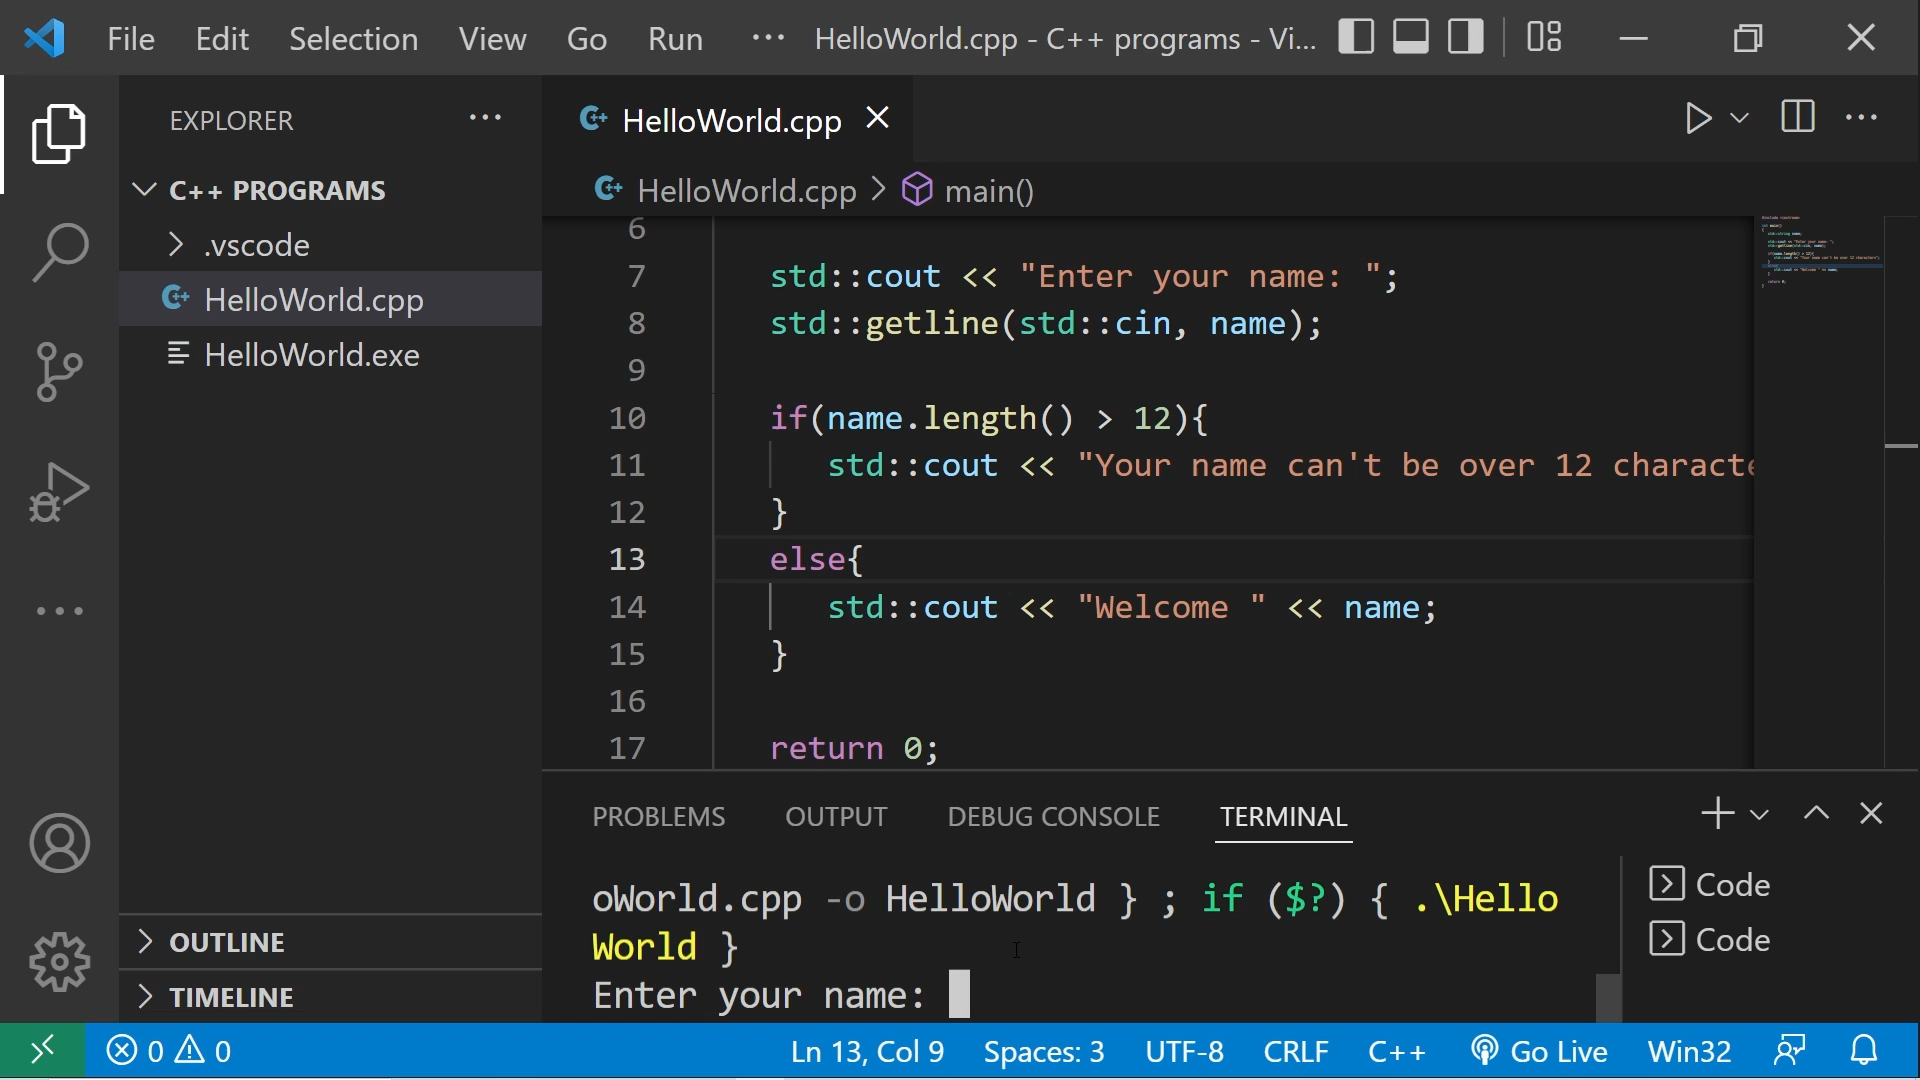 File Edit Selection View Go Run ··· HelloWorld.cpp - C++ programs - Vi...
EXPLORER ···
C++ PROGRAMS
.vscode
HelloWorld.cpp
HelloWorld.exe
OUTLINE
TIMELINE
HelloWorld.cpp
HelloWorld.cpp > main()
6
7 std::cout << "Enter your name: ";
8 std::getline(std::cin, name);
9
10 if(name.length() > 12){
11 std::cout << "Your name can't be over 12 characte
12 }
13 else{
14 std::cout << "Welcome " << name;
15 }
16
17 return 0;
PROBLEMS OUTPUT DEBUG CONSOLE TERMINAL
oWorld.cpp -o HelloWorld } ; if ($?) { .\Hello
World }
Enter your name:
Code
Code
0 0 Ln 13, Col 9 Spaces: 3 UTF-8 CRLF C++ Go Live Win32